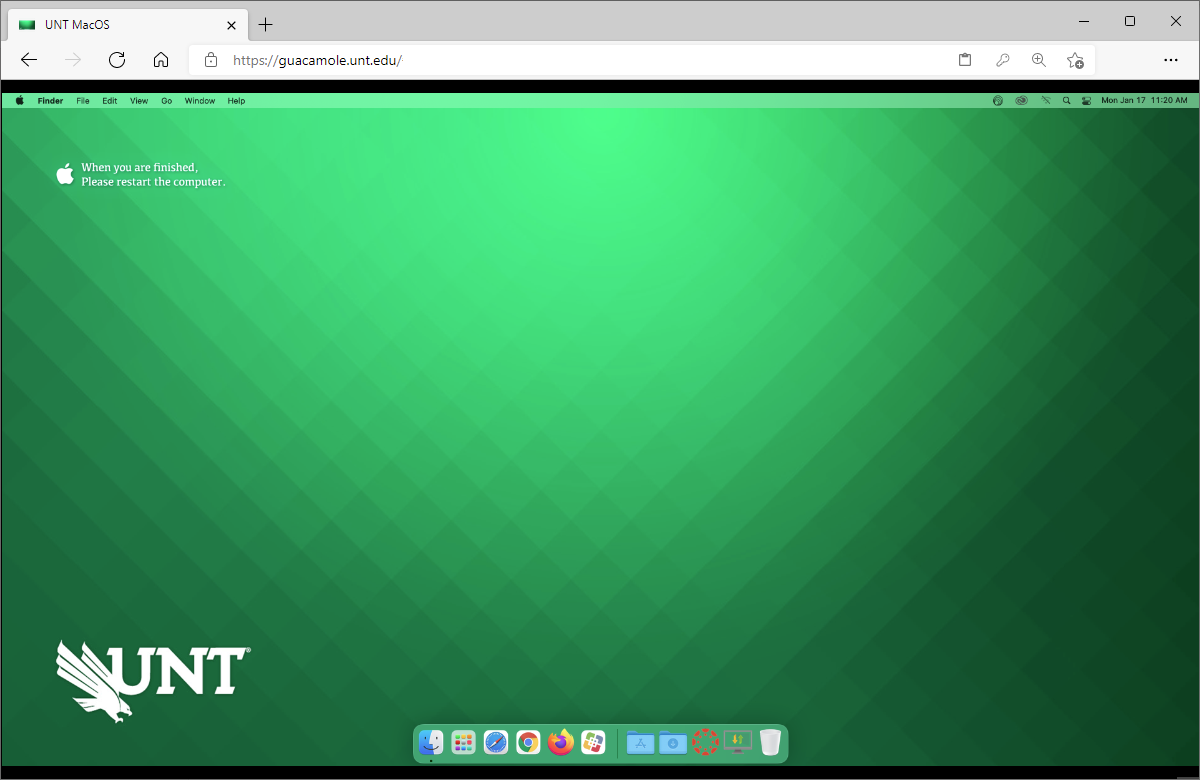 UNT MacOS
https://guacamole.unt.edu/
Finder File Edit View Go Window Help
Mon Jan 17 11:20 AM
When you are finished,
Please restart the computer.
UNT®